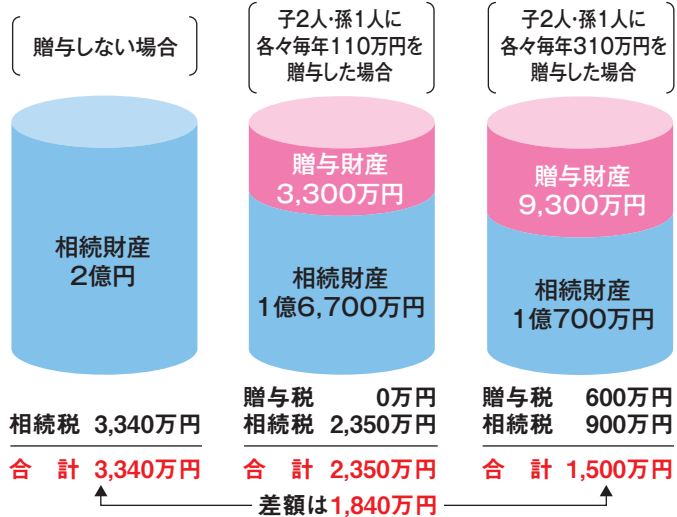 贈与しない場合
相続財産
2億円
相続税 3,340万円
合 計 3,340万円
子2人・孫1人に
各々毎年110万円を
贈与した場合
贈与財産
3,300万円
相続財産
1億6,700万円
贈与税 0万円
相続税 2,350万円
合 計 2,350万円
子2人・孫1人に
各々毎年310万円を
贈与した場合
贈与財産
9,300万円
相続財産
1億700万円
贈与税 600万円
相続税 900万円
合 計 1,500万円
差額は1,840万円